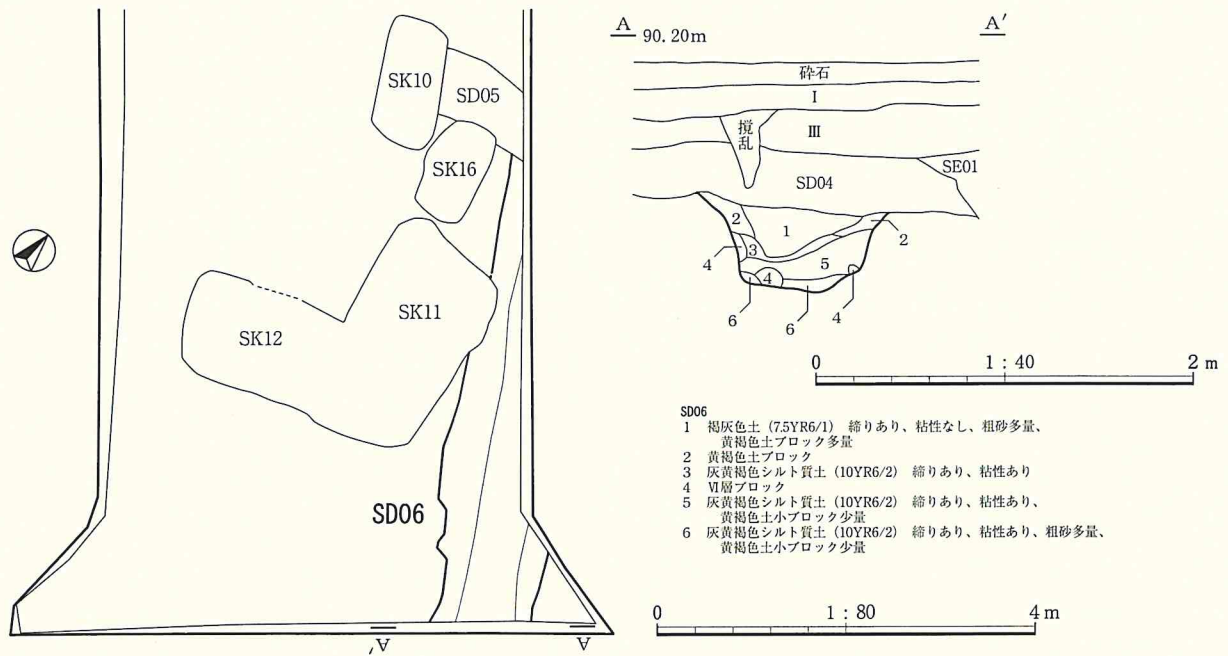 SK10
SD05
SK16
SK11
SK12
SD06
A'
A
A 90.20m A'
砕石
I
撹乱
III
SE01
SD04
2
1
2
4
3
5
4
6
6
4
0 1:40 2 m
SD06
1 褐灰色土 (7.5YR6/1) 締りあり、粘性なし、粗砂多量、
黄褐色土ブロック多量
2 黄褐色土ブロック
3 灰黄褐色シルト質土 (10YR6/2) 締りあり、粘性あり
4 VI層ブロック
5 灰黄褐色シルト質土 (10YR6/2) 締りあり、粘性あり、
黄褐色土小ブロック少量
6 灰黄褐色シルト質土 (10YR6/2) 締りあり、粘性あり、粗砂多量、
黄褐色土小ブロック少量
0 1:80 4 m